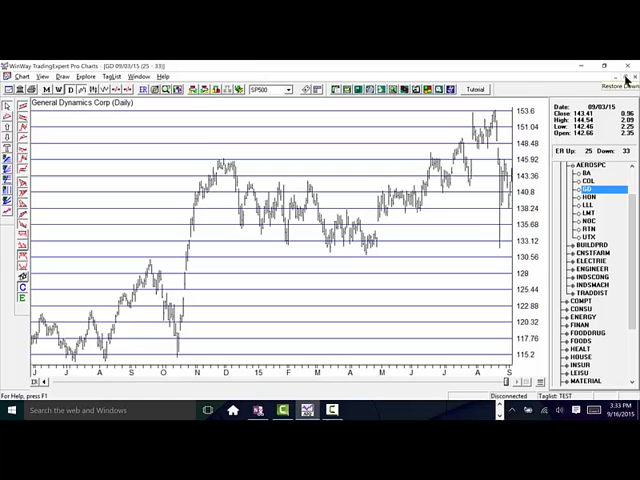 WinWay TradingExpert Pro Charts - [GD 09/03/15 (25 - 33)]
Chart View Draw Explore TagList Window Help
M W D SP500 Tutorial
Restore Down
General Dynamics Corp (Daily)
153.6
151.04
148.48
145.92
143.36
140.8
138.24
135.68
133.12
130.56
128
125.44
122.88
120.32
117.76
115.2
J J A S O N D 15 F M A M J J A S
Date: 09/03/15
Close: 143.41 0.96
High: 144.54 2.09
Low: 142.46 2.25
Open: 142.66 2.35
ER Up: 25 Down: 33
AEROSPC
BA
COL
GD
HON
LLL
LMT
NOC
RTN
UTX
BUILDPRD
CNSTFARM
ELECTRIE
ENGINEER
INDSCONG
INDSMACH
TRADDIST
COMPT
CONSU
ENERGY
FINAN
FOODDRUG
FOODS
HEALT
HOUSE
INSUR
LEISU
MATERIAL
C
E
For Help, press F1
Disconnected Taglist: TEST
Search the web and Windows
3:33 PM
9/16/2015